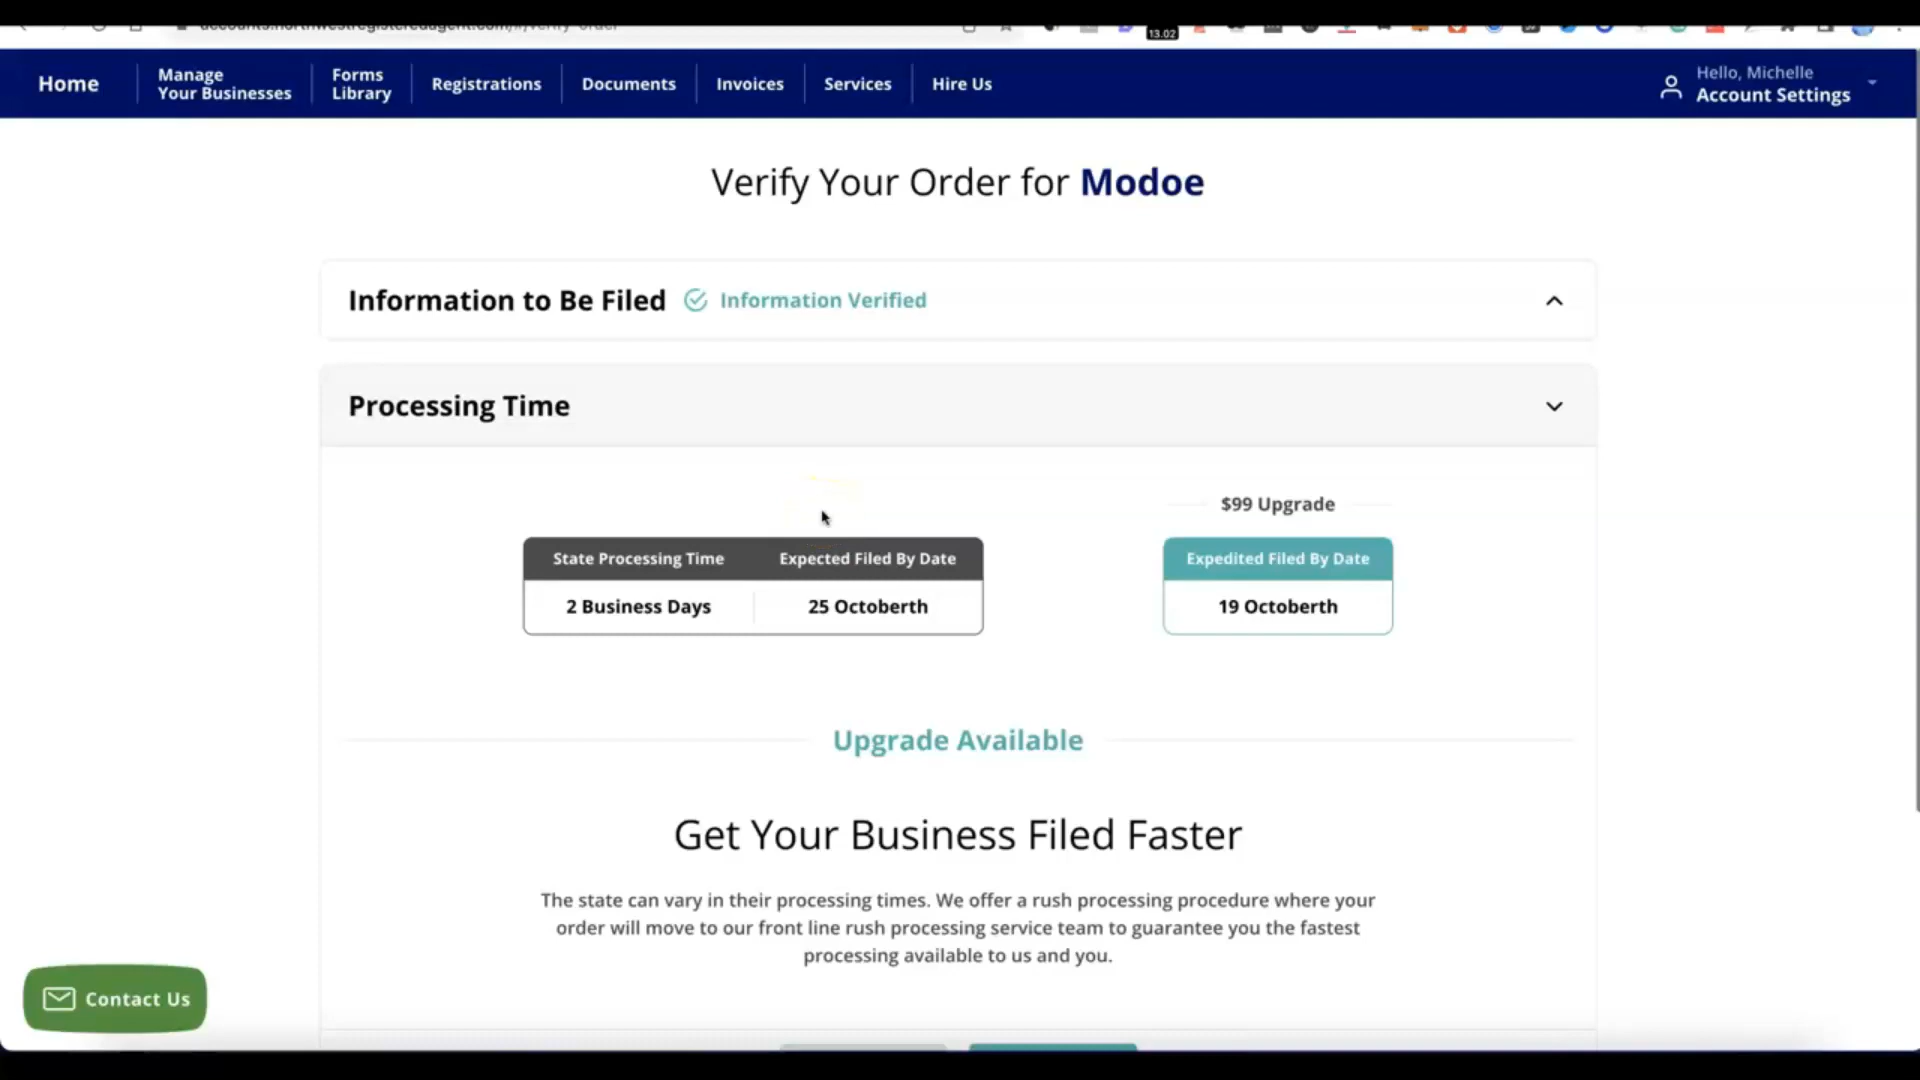 13.02
Home
Manage
Your Businesses
Forms
Library
Registrations
Documents
Invoices
Services
Hire Us
Hello, Michelle
Account Settings
Verify Your Order for Modoe
Information to Be Filed Information Verified
Processing Time
$99 Upgrade
State Processing Time Expected Filed By Date
Expedited Filed By Date
2 Business Days 25 Octoberth
19 Octoberth
Upgrade Available
Get Your Business Filed Faster
The state can vary in their processing times. We offer a rush processing procedure where your
order will move to our front line rush processing service team to guarantee you the fastest
processing available to us and you.
Contact Us